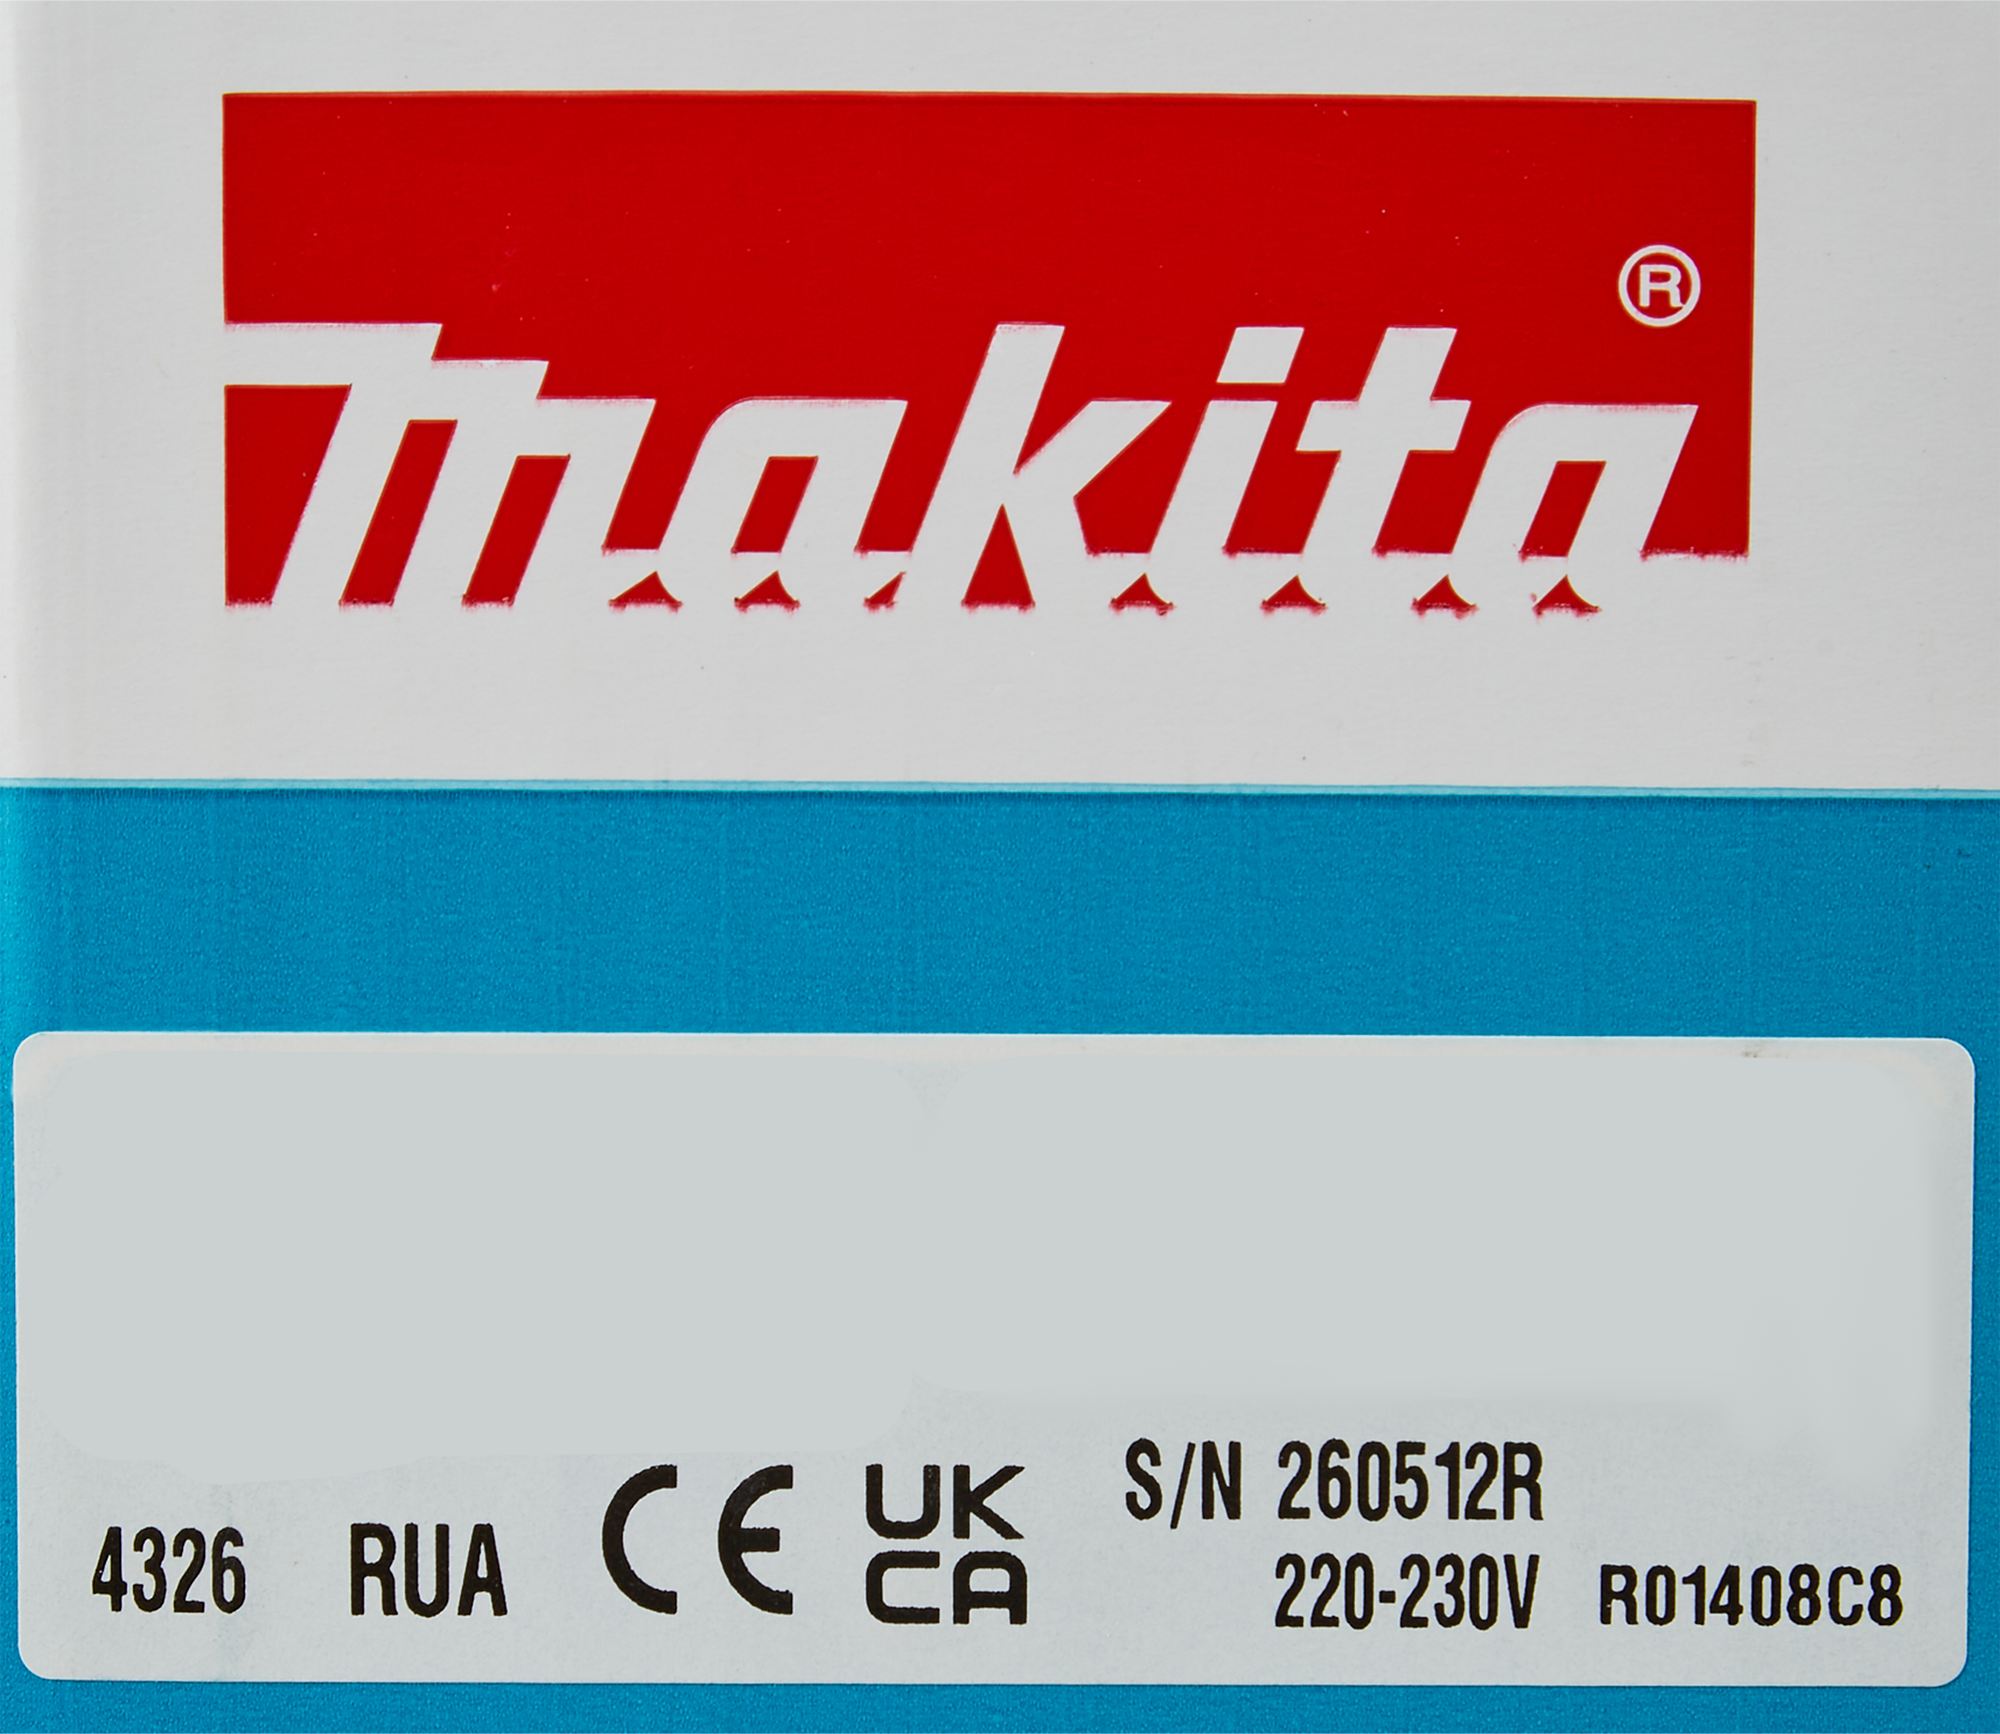 makita®
S/N 260512R
4326 RUA CE UK CA 220-230V R01408C8